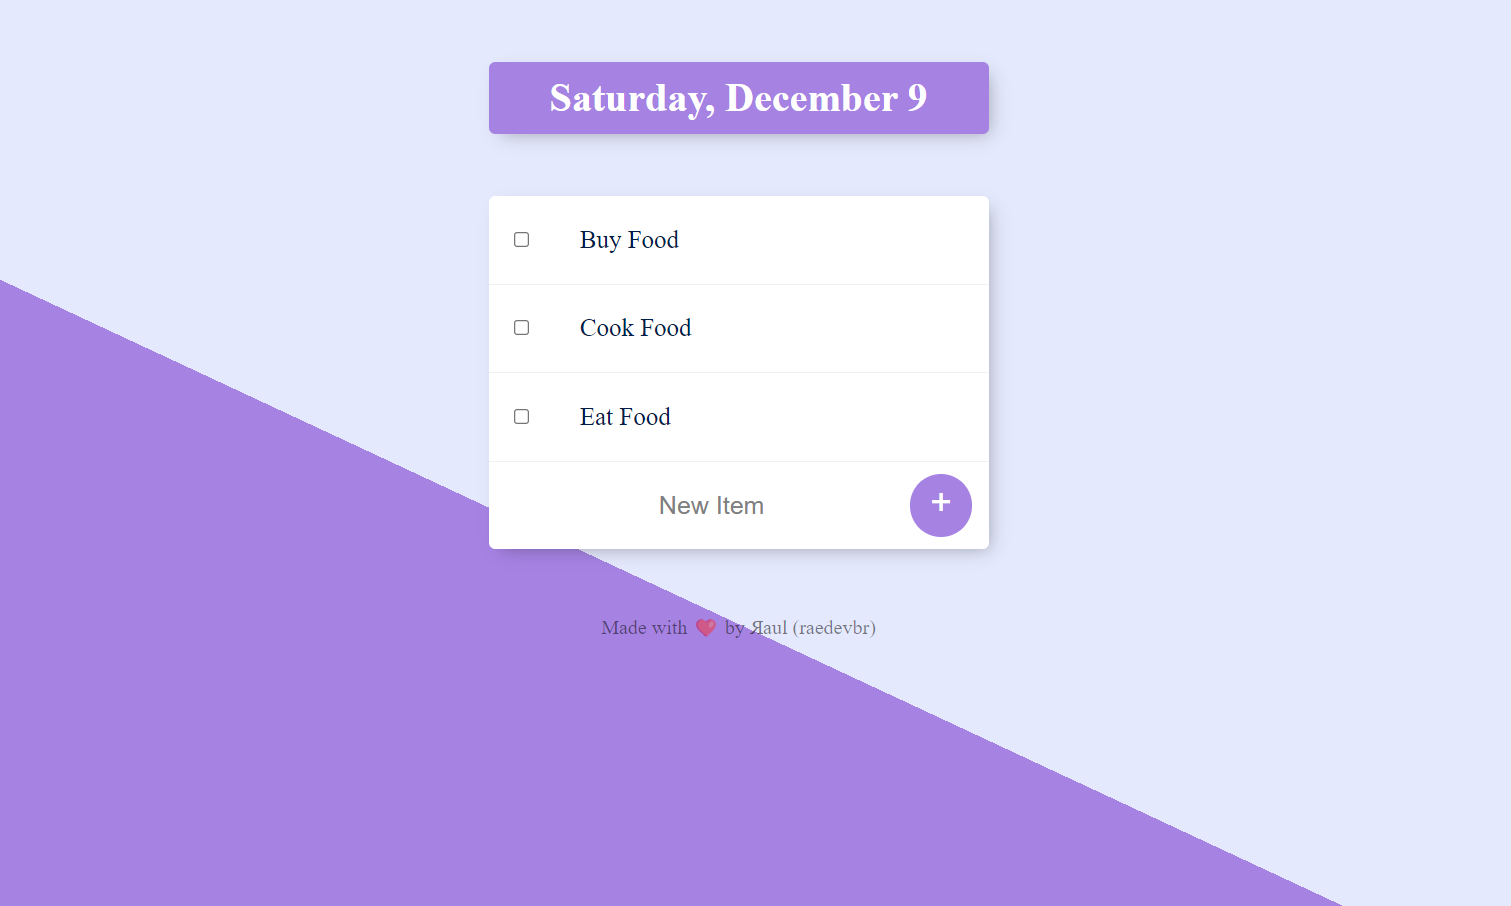 Saturday, December 9
Buy Food
Cook Food
Eat Food
New Item
+
Made with ❤️ by Яaul (raedevbr)